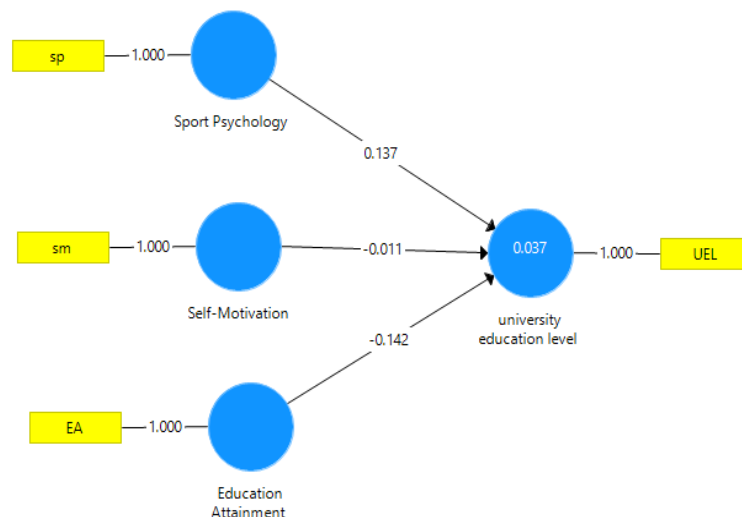 sp
1.000
Sport Psychology
0.137
sm
1.000
Self-Motivation
-0.011
0.037
1.000
UEL
university
education level
-0.142
EA
1.000
Education
Attainment